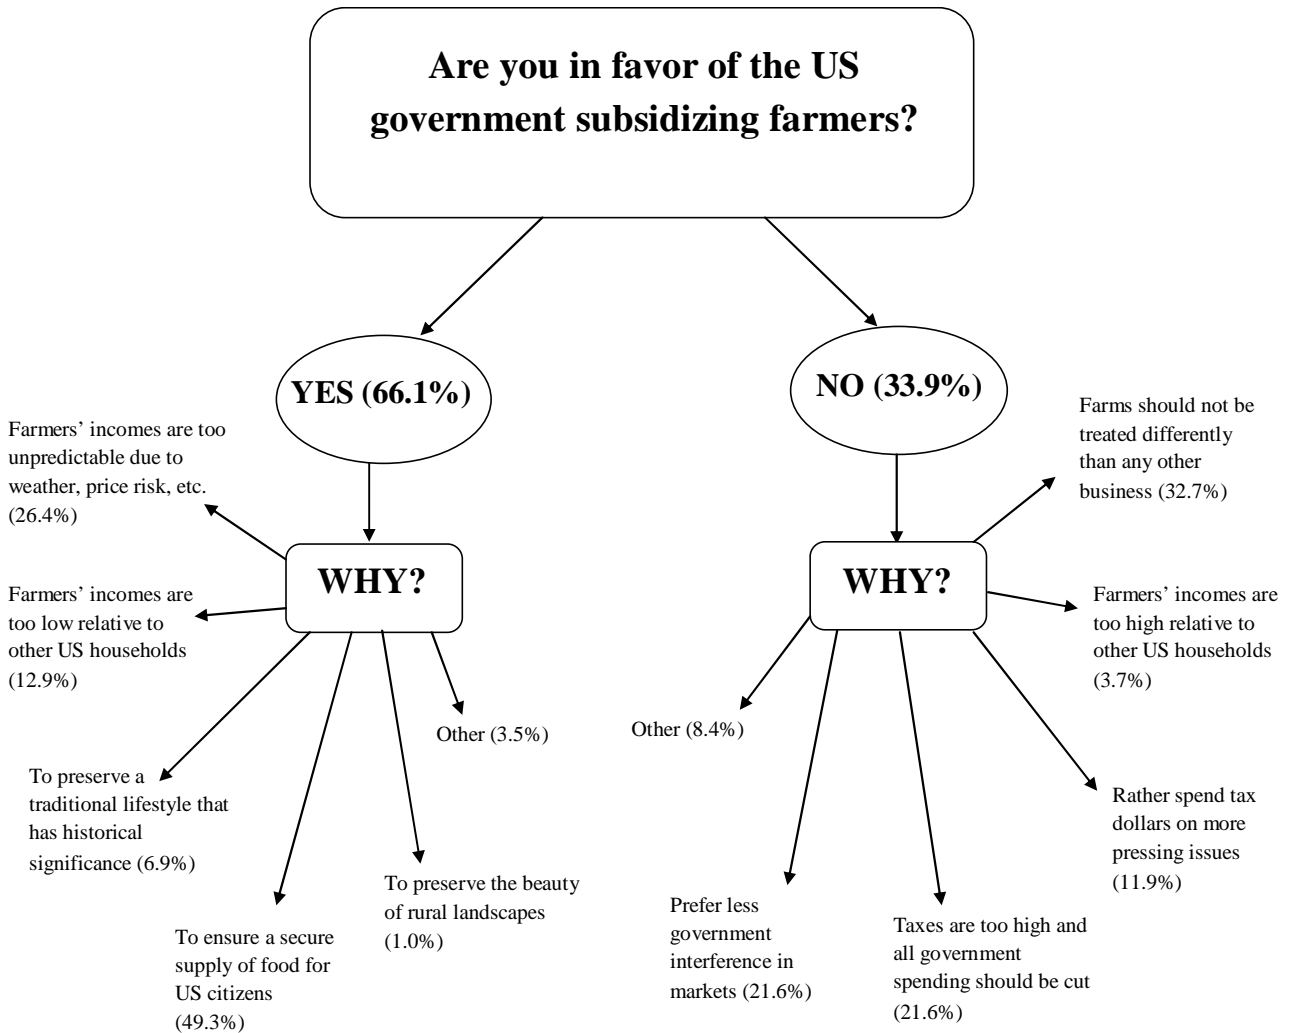 Are you in favor of the US
government subsidizing farmers?
YES (66.1%)
NO (33.9%)
Farmers’ incomes are too
unpredictable due to
weather, price risk, etc.
(26.4%)
WHY?
Farmers’ incomes are
too low relative to
other US households
(12.9%)
To preserve a
traditional lifestyle that
has historical
significance (6.9%)
To ensure a secure
supply of food for
US citizens
(49.3%)
To preserve the beauty
of rural landscapes
(1.0%)
Other (3.5%)
Farms should not be
treated differently
than any other
business (32.7%)
WHY?
Farmers’ incomes are
too high relative to
other US households
(3.7%)
Other (8.4%)
Prefer less
government
interference in
markets (21.6%)
Taxes are too high and
all government
spending should be cut
(21.6%)
Rather spend tax
dollars on more
pressing issues
(11.9%)